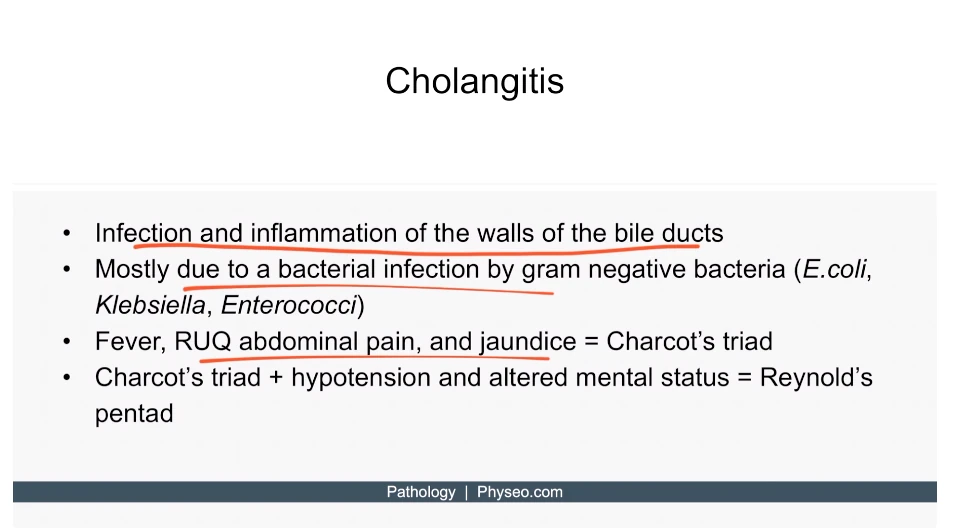 Cholangitis
• Infection and inflammation of the walls of the bile ducts
• Mostly due to a bacterial infection by gram negative bacteria (E.coli,
Klebsiella, Enterococci)
• Fever, RUQ abdominal pain, and jaundice = Charcot’s triad
• Charcot’s triad + hypotension and altered mental status = Reynold’s
pentad
Pathology | Physeo.com